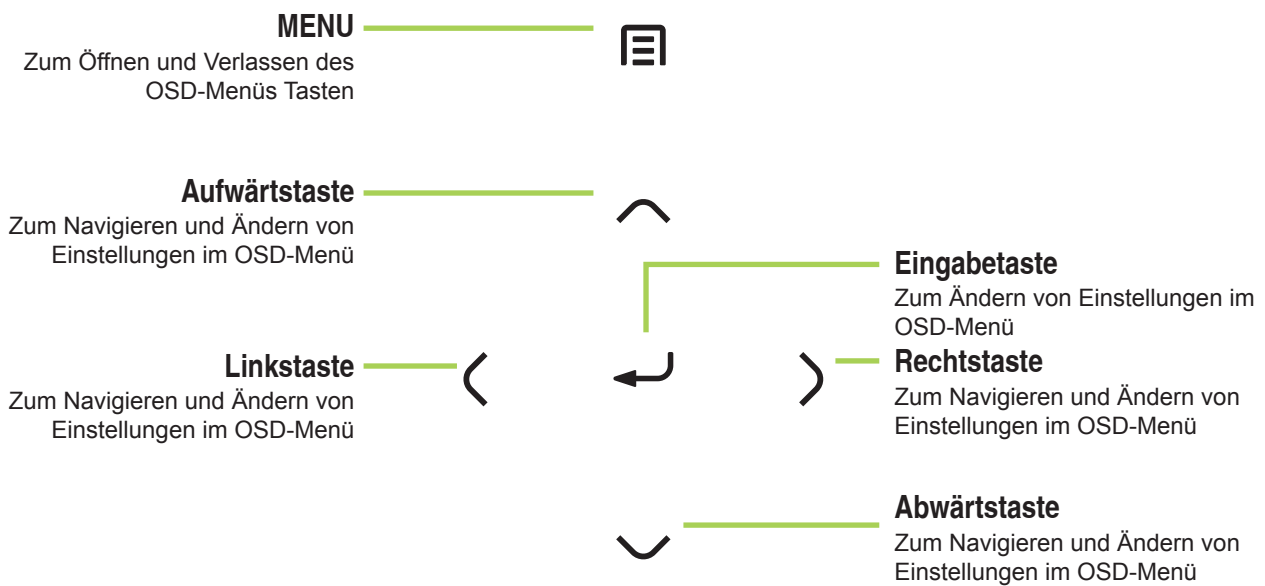 MENU
Zum Öffnen und Verlassen des
OSD-Menüs Tasten
Aufwärtstaste
Zum Navigieren und Ändern von
Einstellungen im OSD-Menü
Eingabetaste
Zum Ändern von Einstellungen im
OSD-Menü
Linkstaste
Zum Navigieren und Ändern von
Einstellungen im OSD-Menü
Rechtstaste
Zum Navigieren und Ändern von
Einstellungen im OSD-Menü
Abwärtstaste
Zum Navigieren und Ändern von
Einstellungen im OSD-Menü